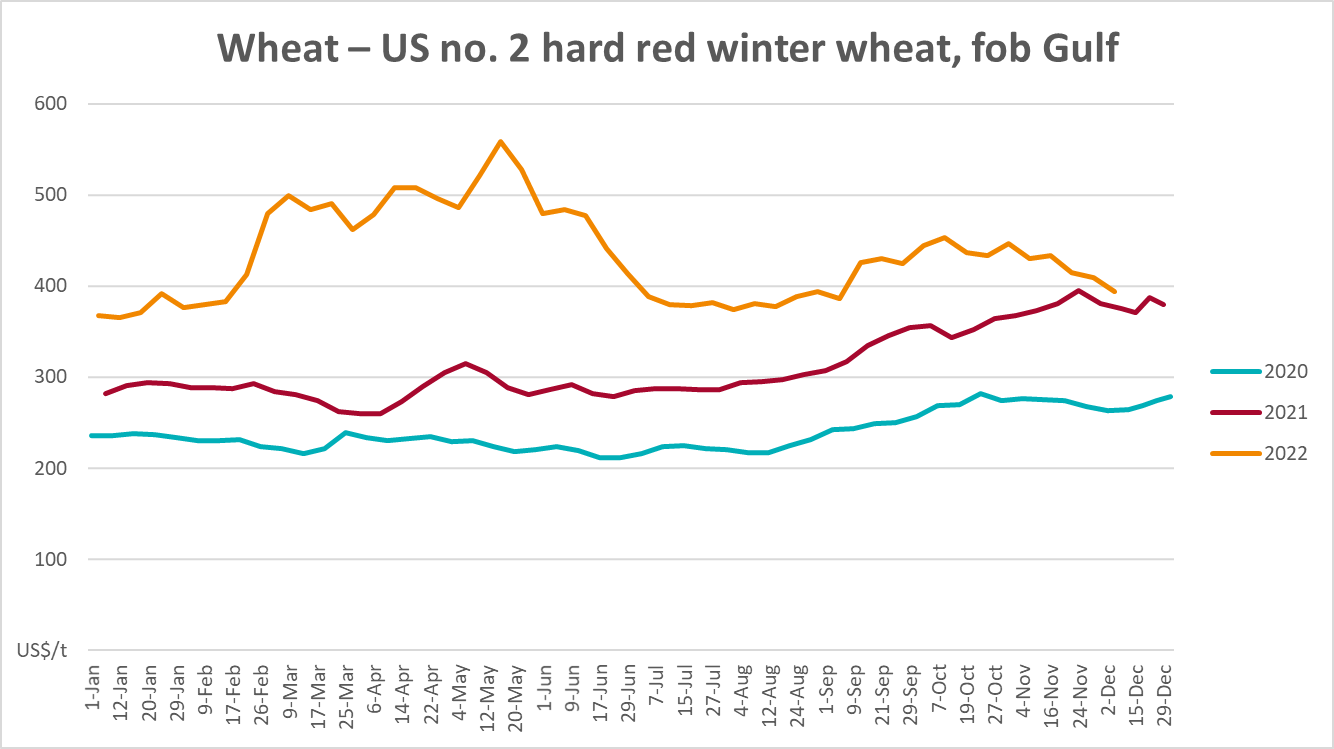 Wheat – US no. 2 hard red winter wheat, fob Gulf
600
500
400
300
200
100
US$/t
2020
2021
2022
1-Jan
12-Jan
20-Jan
29-Jan
9-Feb
17-Feb
26-Feb
9-Mar
17-Mar
25-Mar
6-Apr
14-Apr
22-Apr
4-May
12-May
20-May
1-Jun
9-Jun
17-Jun
29-Jun
7-Jul
15-Jul
27-Jul
4-Aug
12-Aug
24-Aug
1-Sep
9-Sep
21-Sep
29-Sep
7-Oct
19-Oct
27-Oct
4-Nov
16-Nov
24-Nov
2-Dec
15-Dec
29-Dec